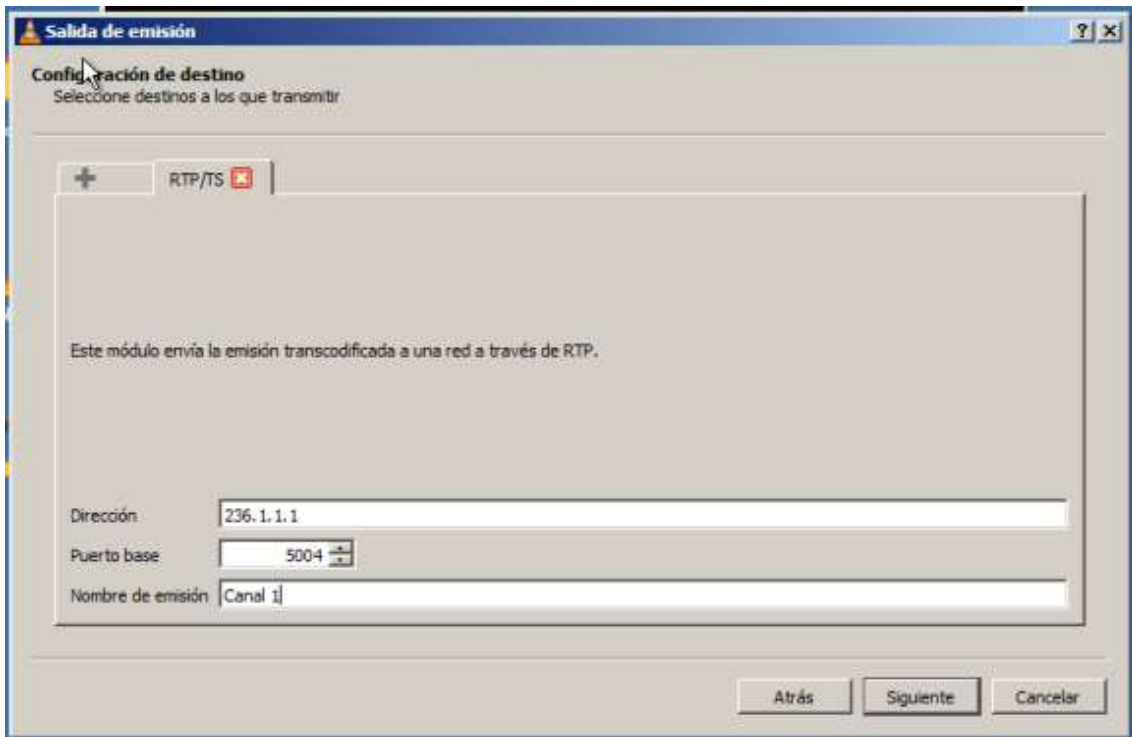 Salida de emisión
Configuración de destino
Seleccione destinos a los que transmitir
RTP/TS
Este módulo envía la emisión transcodificada a una red a través de RTP.
Dirección 236.1.1.1
Puerto base 5004
Nombre de emisión Canal 1
Atrás Siguiente Cancelar